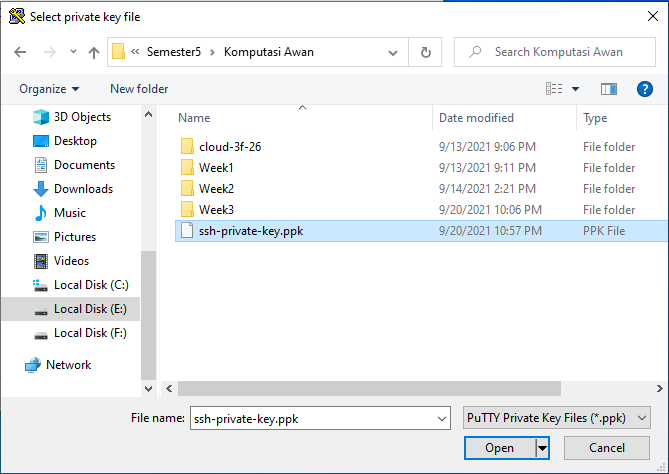 Select private key file
« Semester5 › Komputasi Awan
Search Komputasi Awan
Organize
New folder
3D Objects
Desktop
Documents
Downloads
Music
Pictures
Videos
Local Disk (C:)
Local Disk (E:)
Local Disk (F:)
Network
Name Date modified Type
cloud-3f-26 9/13/2021 9:06 PM File folder
Week1 9/13/2021 9:11 PM File folder
Week2 9/14/2021 2:21 PM File folder
Week3 9/20/2021 10:06 PM File folder
ssh-private-key.ppk 9/20/2021 10:57 PM PPK File
File name: ssh-private-key.ppk
PuTTY Private Key Files (*.ppk)
Open
Cancel